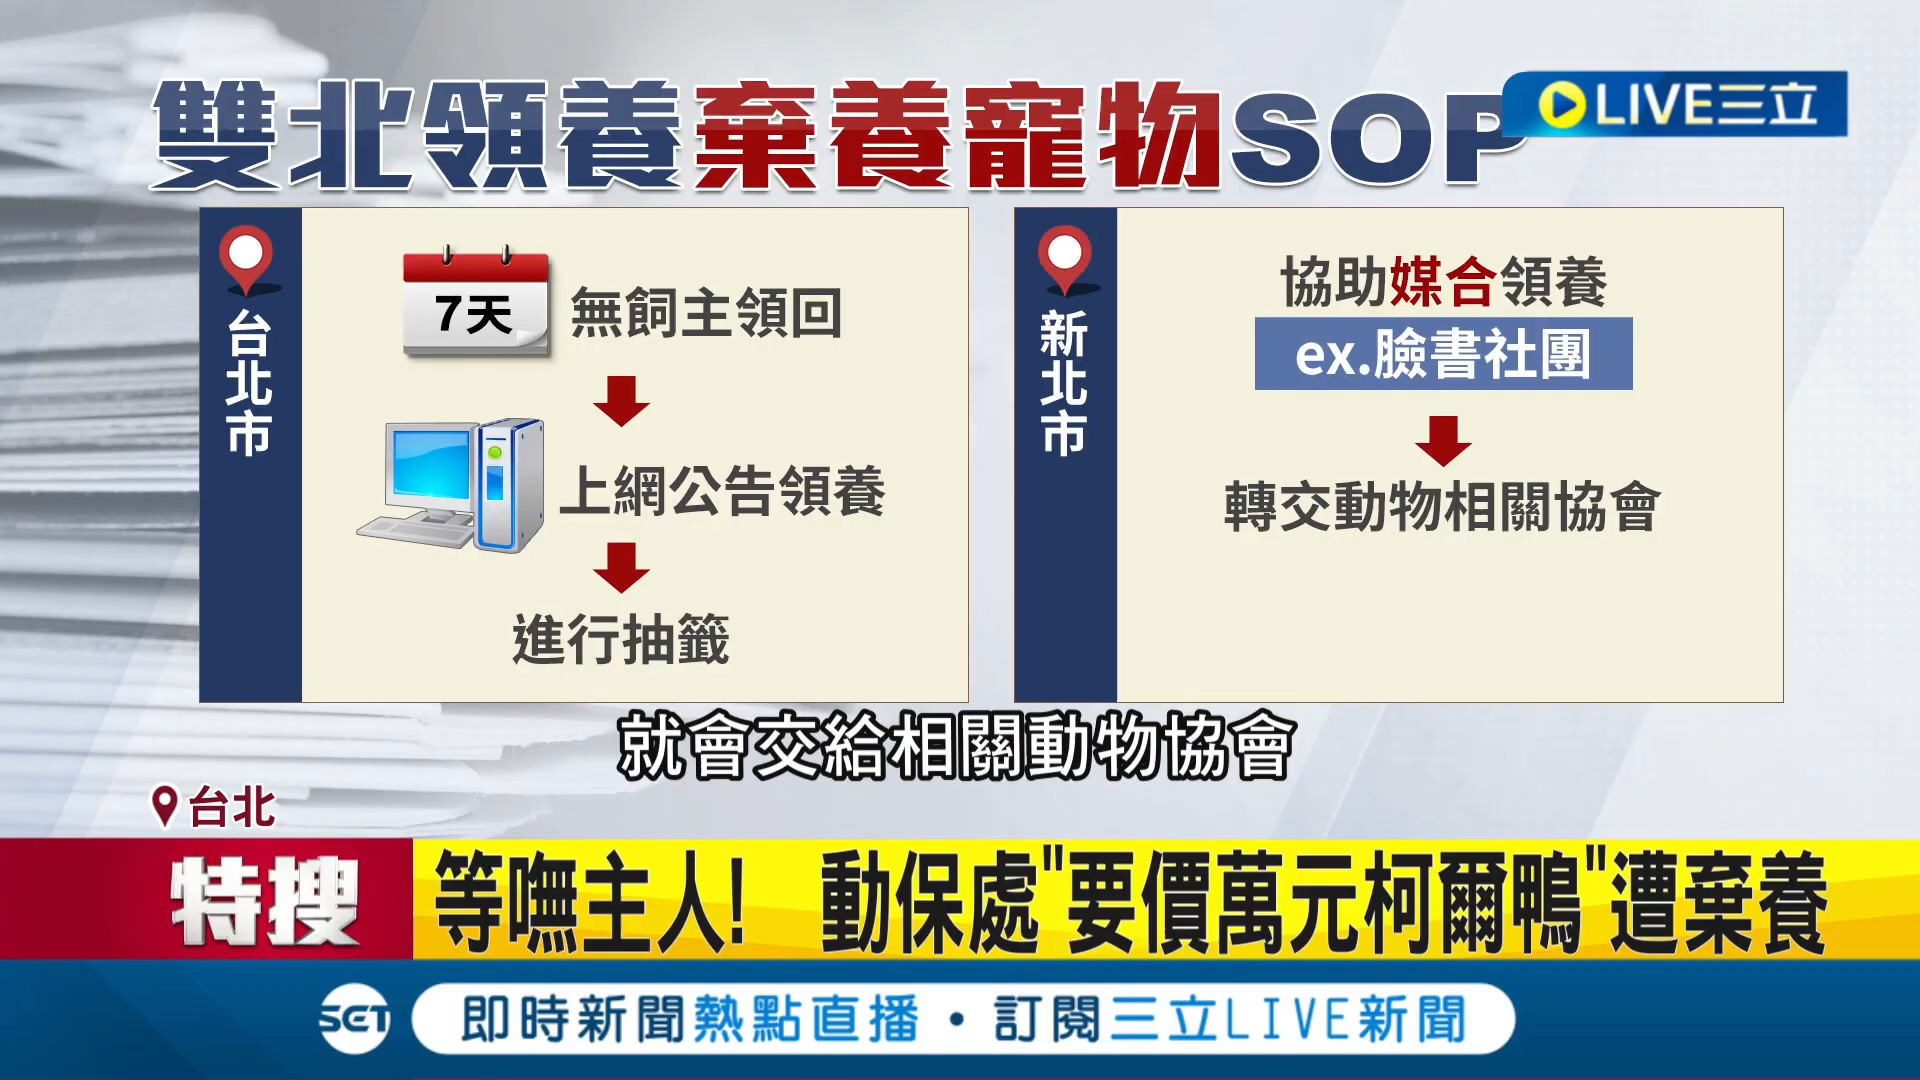 雙北領養棄養寵物SOP
LIVE三立
台北市
7天
無飼主領回
上網公告領養
進行抽籤
新北市
協助媒合領養
ex.臉書社團
轉交動物相關協會
就會交給相關動物協會
台北
特搜
等嘸主人! 動保處"要價萬元柯爾鴨"遭棄養
SET
即時新聞熱點直播・訂閱三立LIVE新聞